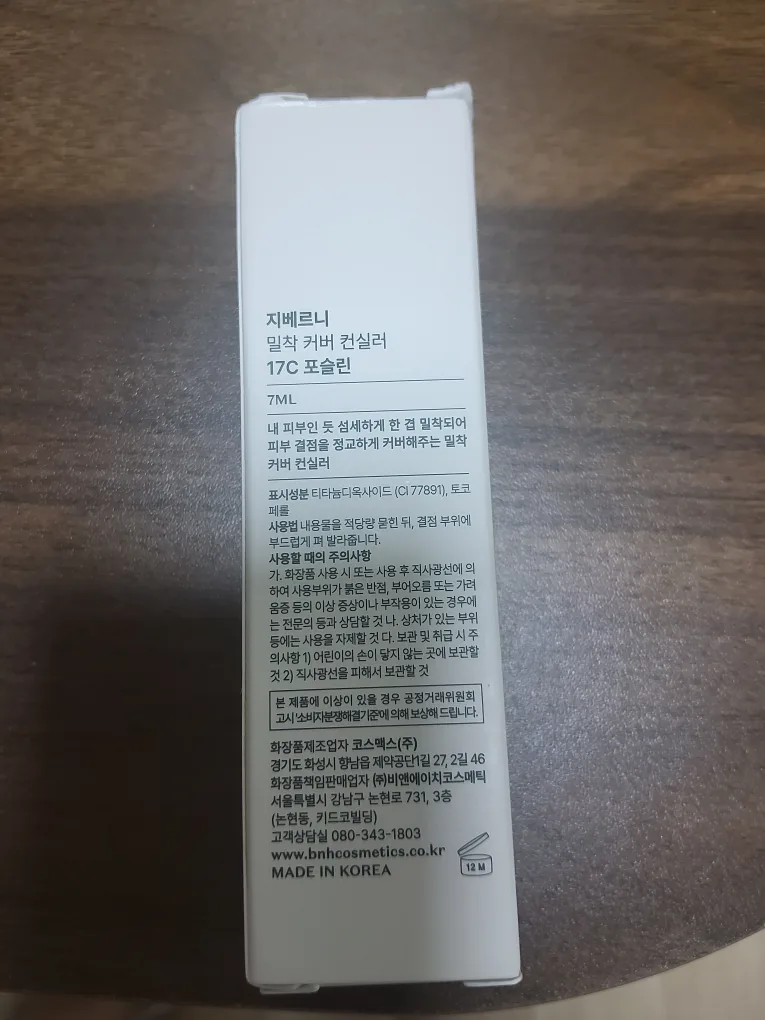 지베르니
밀착 커버 컨실러
17C 포슬린
7ML
내 피부인 듯 섬세하게 한 겹 밀착되어
피부 결점을 정교하게 커버해주는 밀착
커버 컨실러
표시성분 티타늄디옥사이드 (CI 77891), 토코
페롤
사용법 내용물을 적당량 묻힌 뒤, 결점 부위에
부드럽게 펴 발라줍니다.
사용할 때의 주의사항
가. 화장품 사용 시 또는 사용 후 직사광선에 의
하여 사용부위가 붉은 반점, 부어오름 또는 가려
움증 등의 이상 증상이나 부작용이 있는 경우에
는 전문의 등과 상담할 것 나. 상처가 있는 부위
등에는 사용을 자제할 것 다. 보관 및 취급 시 주
의사항 1) 어린이의 손이 닿지 않는 곳에 보관할
것 2) 직사광선을 피해서 보관할 것
본 제품에 이상이 있을 경우 공정거래위원회
고시 '소비자분쟁해결기준'에 의해 보상해 드립니다.
화장품제조업자 코스맥스(주)
경기도 화성시 향남읍 제약공단1길 27, 2길 46
화장품책임판매업자 ㈜비앤에이치코스메틱
서울특별시 강남구 논현로 731, 3층
(논현동, 키드코빌딩)
고객상담실 080-343-1803
www.bnhcosmetics.co.kr
MADE IN KOREA
12 M